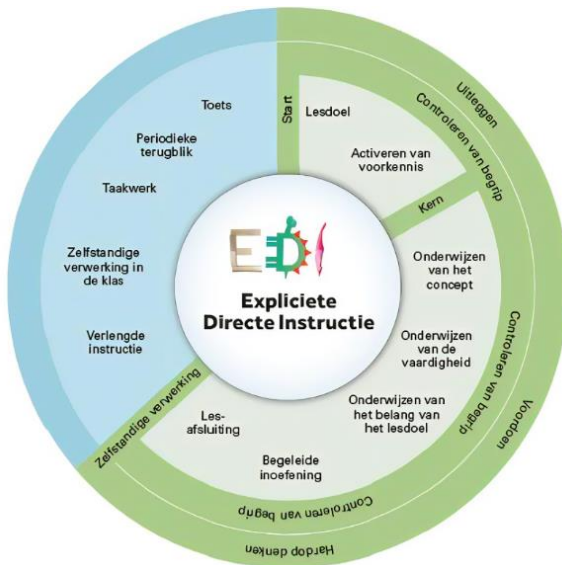 Uitleggen
Controleren van begrip
Start
Lesdoel
Activeren van
voorkennis
Kern
Onderwijzen
van het
concept
Onderwijzen
van de
vaardigheid
Onderwijzen van
het belang van
het lesdoel
Controleren van begrip
Voordoen
Begeleide
inoefening
Les-
afsluiting
Controleren van begrip
Hardop denken
Zelfstandige verwerking
Verlengde
instructie
Zelfstandige
verwerking in
de klas
Taakwerk
Periodieke
terugblik
Toets
EDI
Expliciete
Directe Instructie